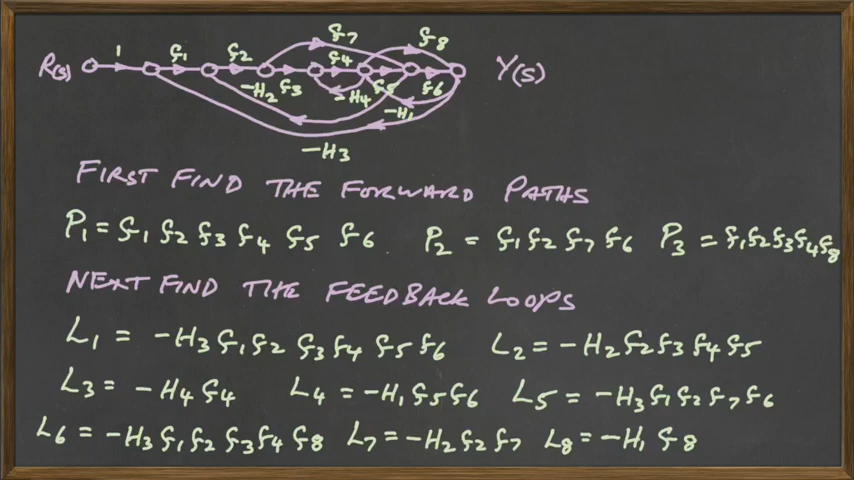 R(s) 1 G1 G2 G7 G4 G8 Y(s)
-H2 G3 -H4 G5 G6
-H1
-H3
FIRST FIND THE FORWARD PATHS
P1 = G1 G2 G3 G4 G5 G6 P2 = G1 G2 G7 G6 P3 = G1G2G3G4G8
NEXT FIND THE FEEDBACK LOOPS
L1 = -H3 G1 G2 G3 G4 G5 G6 L2 = -H2 G2 G3 G4 G5
L3 = -H4 G4 L4 = -H1 G5 G6 L5 = -H3 G1 G2 G7 G6
L6 = -H3 G1 G2 G3 G4 G8 L7 = -H2 G2 G7 L8 = -H1 G8